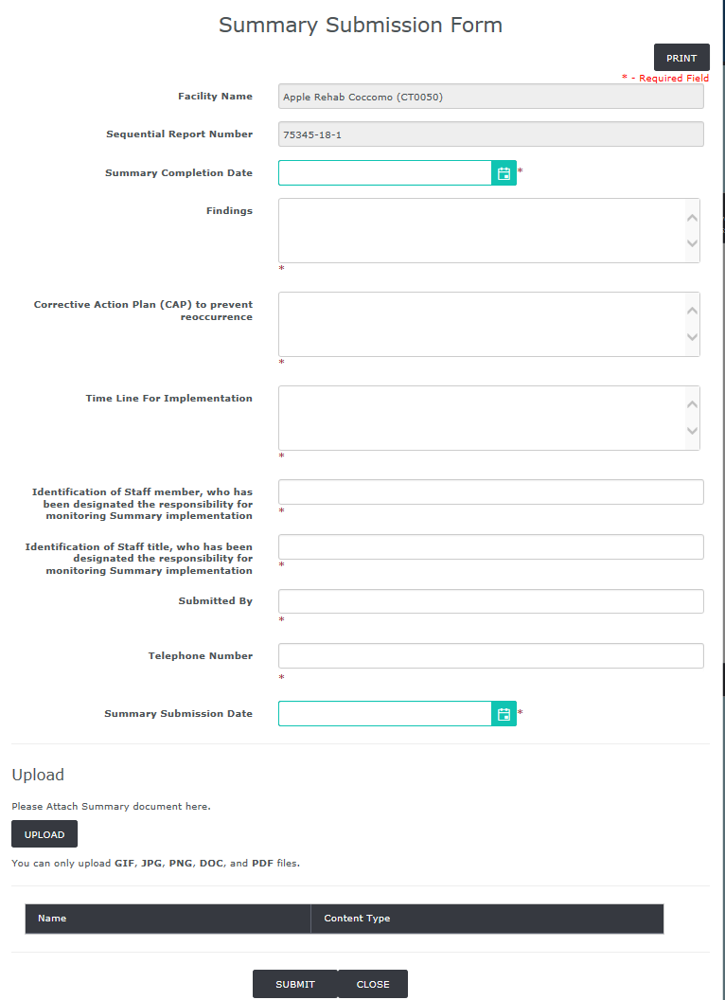 Summary Submission Form
PRINT
* - Required Field
Facility Name
Apple Rehab Coccomo (CT0050)
Sequential Report Number
75345-18-1
Summary Completion Date
*
Findings
*
Corrective Action Plan (CAP) to prevent
reoccurrence
*
Time Line For Implementation
*
Identification of Staff member, who has
been designated the responsibility for
monitoring Summary implementation
*
Identification of Staff title, who has been
designated the responsibility for
monitoring Summary implementation
*
Submitted By
*
Telephone Number
*
Summary Submission Date
*
Upload
Please Attach Summary document here.
UPLOAD
You can only upload GIF, JPG, PNG, DOC, and PDF files.
Name Content Type
SUBMIT CLOSE